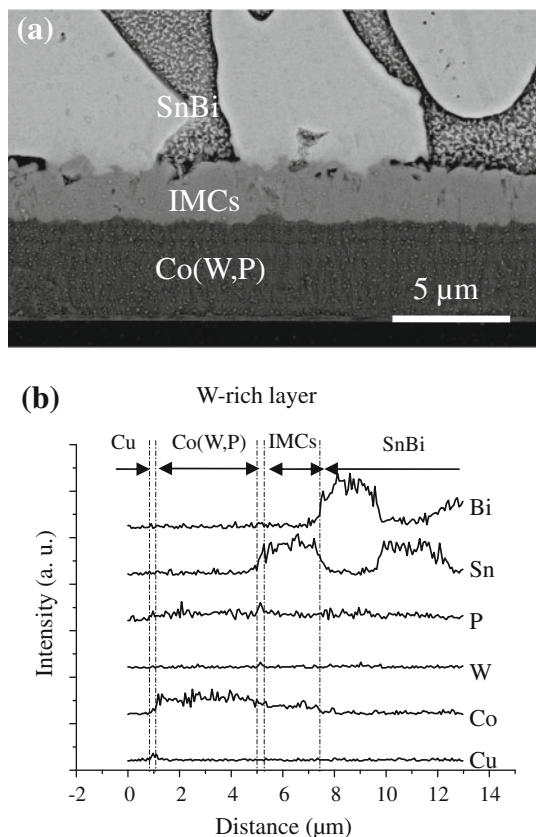 (a)
SnBi
IMCs
Co(W,P)
5 µm
(b)
W-rich layer
Cu Co(W,P) IMCs SnBi
Bi
Sn
P
W
Co
Cu
Intensity (a. u.)
-2 0 2 4 6 8 10 12 14
Distance (µm)